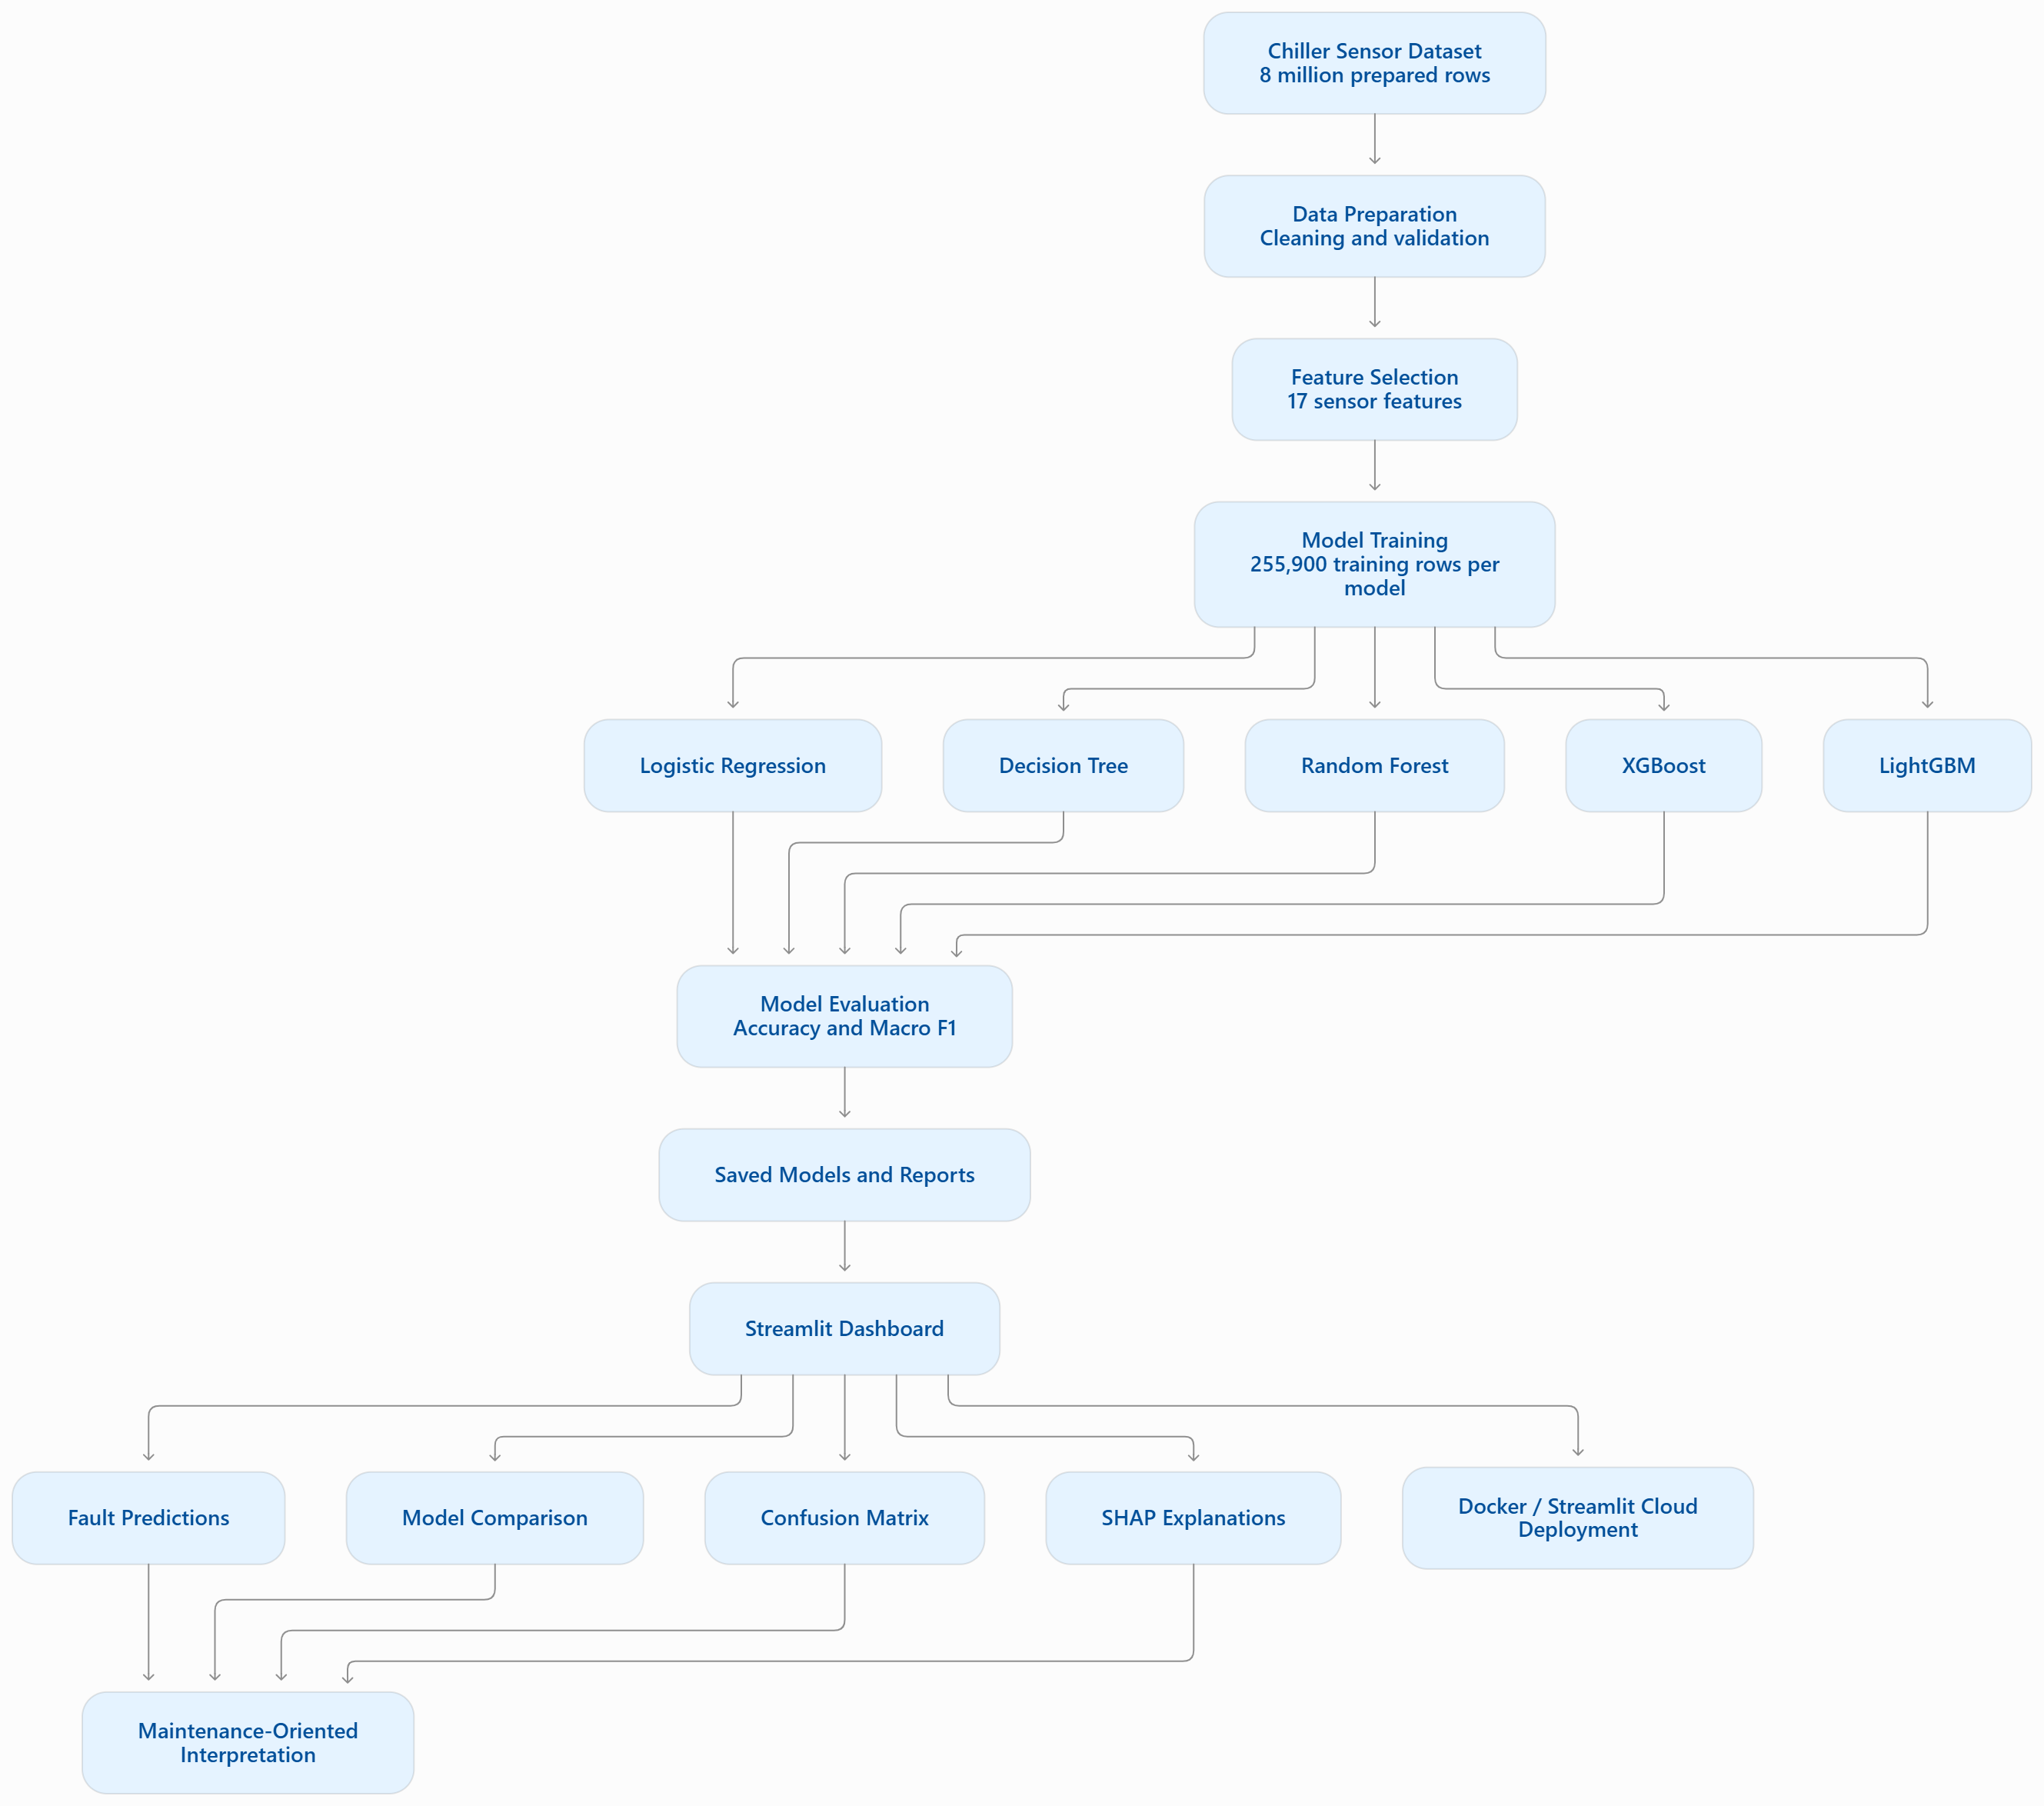 Chiller Sensor Dataset
8 million prepared rows
Data Preparation
Cleaning and validation
Feature Selection
17 sensor features
Model Training
255,900 training rows per
model
Logistic Regression
Decision Tree
Random Forest
XGBoost
LightGBM
Model Evaluation
Accuracy and Macro F1
Saved Models and Reports
Streamlit Dashboard
Fault Predictions
Model Comparison
Confusion Matrix
SHAP Explanations
Docker / Streamlit Cloud
Deployment
Maintenance-Oriented
Interpretation